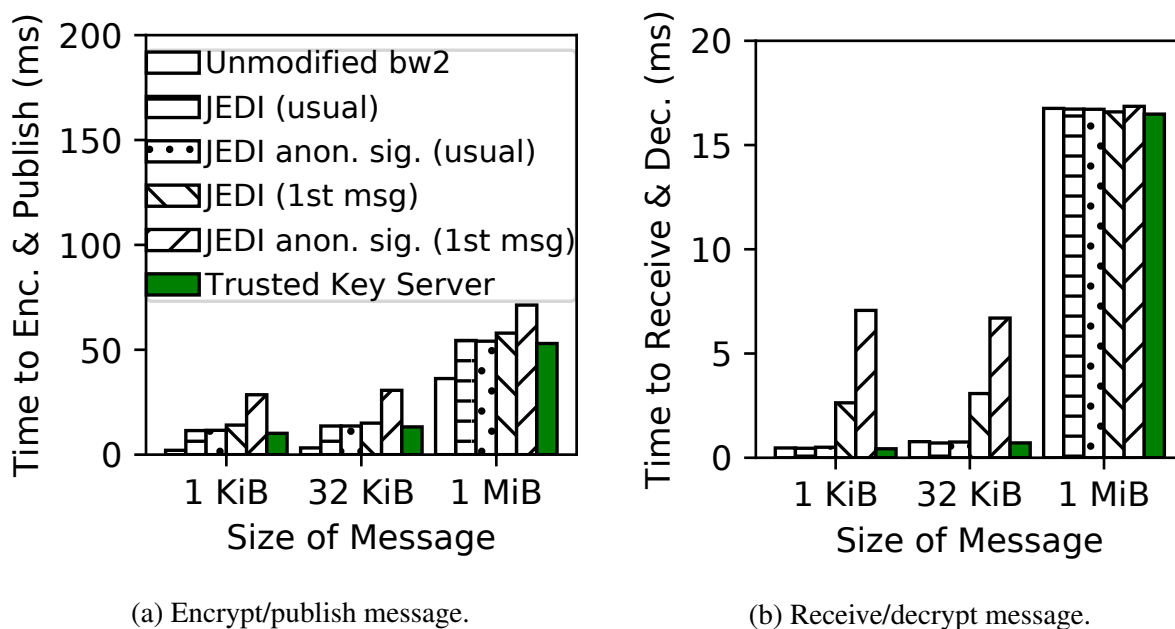 Time to Enc. & Publish (ms)
200
150
100
50
0
Unmodified bw2
JEDI (usual)
JEDI anon. sig. (usual)
JEDI (1st msg)
JEDI anon. sig. (1st msg)
Trusted Key Server
1 KiB 32 KiB 1 MiB
Size of Message
(a) Encrypt/publish message.
Time to Receive & Dec. (ms)
20
15
10
5
0
1 KiB 32 KiB 1 MiB
Size of Message
(b) Receive/decrypt message.